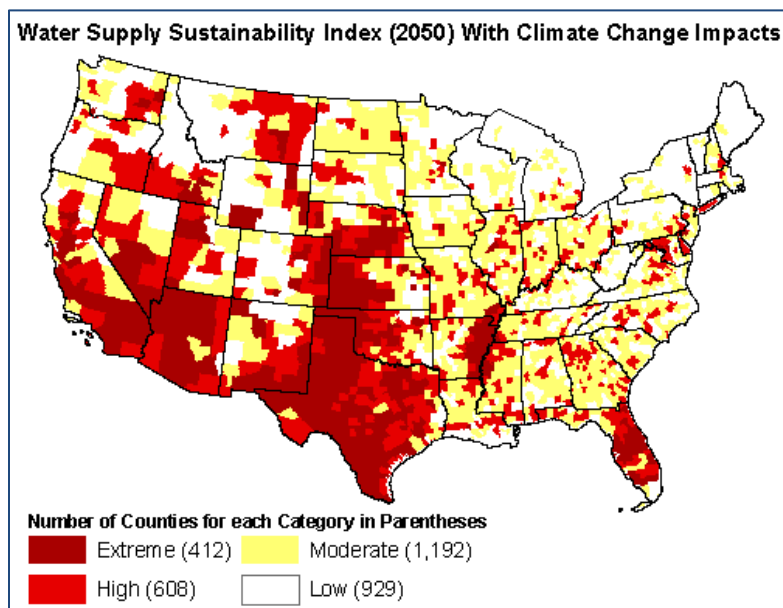 Water Supply Sustainability Index (2050) With Climate Change Impacts
Number of Counties for each Category in Parentheses
Extreme (412) Moderate (1,192)
High (608) Low (929)